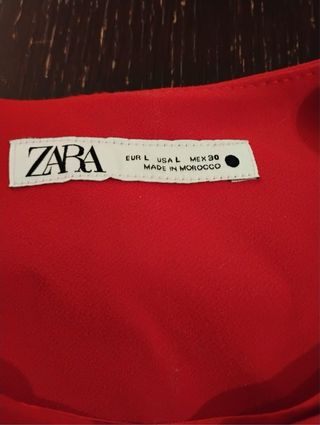 ZARA
EUR L USA L MEX 30
MADE IN MOROCCO